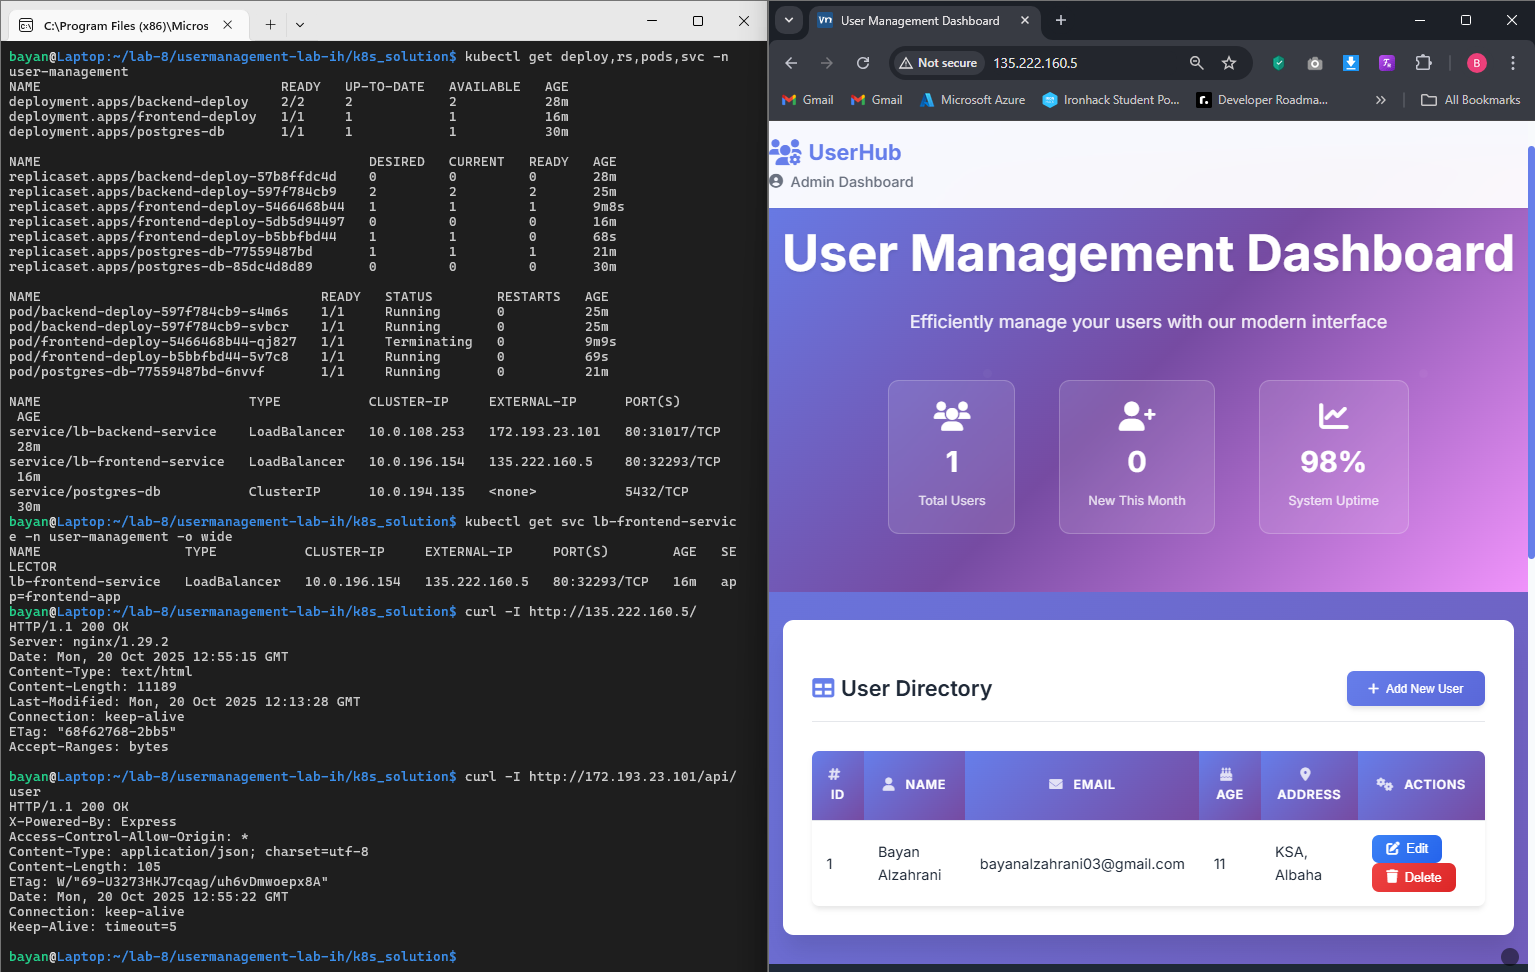 C:\Program Files (x86)\Micros
bayan@Laptop:~/lab-8/usermanagement-lab-ih/k8s_solution$ kubectl get deploy,rs,pods,svc -n
user-management
NAME READY UP-TO-DATE AVAILABLE AGE
deployment.apps/backend-deploy 2/2 2 2 28m
deployment.apps/frontend-deploy 1/1 1 1 16m
deployment.apps/postgres-db 1/1 1 1 30m
NAME DESIRED CURRENT READY AGE
replicaset.apps/backend-deploy-57b8ffdc4d 0 0 0 28m
replicaset.apps/backend-deploy-597f784cb9 2 2 2 25m
replicaset.apps/frontend-deploy-5466468b44 1 1 1 9m8s
replicaset.apps/frontend-deploy-5db5d94497 0 0 0 16m
replicaset.apps/frontend-deploy-b5bbfbd44 1 1 0 68s
replicaset.apps/postgres-db-77559487bd 1 1 1 21m
replicaset.apps/postgres-db-85dc4d8d89 0 0 0 30m
NAME READY STATUS RESTARTS AGE
pod/backend-deploy-597f784cb9-s4m6s 1/1 Running 0 25m
pod/backend-deploy-597f784cb9-svbcr 1/1 Running 0 25m
pod/frontend-deploy-5466468b44-qj827 1/1 Terminating 0 9m9s
pod/frontend-deploy-b5bbfbd44-5v7c8 1/1 Running 0 69s
pod/postgres-db-77559487bd-6nvvf 1/1 Running 0 21m
NAME TYPE CLUSTER-IP EXTERNAL-IP PORT(S)
AGE
service/lb-backend-service LoadBalancer 10.0.108.253 172.193.23.101 80:31017/TCP
28m
service/lb-frontend-service LoadBalancer 10.0.196.154 135.222.160.5 80:32293/TCP
16m
service/postgres-db ClusterIP 10.0.194.135 <none> 5432/TCP
30m
bayan@Laptop:~/lab-8/usermanagement-lab-ih/k8s_solution$ kubectl get svc lb-frontend-servic
e -n user-management -o wide
NAME TYPE CLUSTER-IP EXTERNAL-IP PORT(S) AGE SE
LECTOR
lb-frontend-service LoadBalancer 10.0.196.154 135.222.160.5 80:32293/TCP 16m ap
p=frontend-app
bayan@Laptop:~/lab-8/usermanagement-lab-ih/k8s_solution$ curl -I http://135.222.160.5/
HTTP/1.1 200 OK
Server: nginx/1.29.2
Date: Mon, 20 Oct 2025 12:55:15 GMT
Content-Type: text/html
Content-Length: 11189
Last-Modified: Mon, 20 Oct 2025 12:13:28 GMT
Connection: keep-alive
ETag: "68f62768-2bb5"
Accept-Ranges: bytes
bayan@Laptop:~/lab-8/usermanagement-lab-ih/k8s_solution$ curl -I http://172.193.23.101/api/
user
HTTP/1.1 200 OK
X-Powered-By: Express
Access-Control-Allow-Origin: *
Content-Type: application/json; charset=utf-8
Content-Length: 105
ETag: W/"69-U3273HKJ7cqag/uh6vDmwoepx8A"
Date: Mon, 20 Oct 2025 12:55:22 GMT
Connection: keep-alive
Keep-Alive: timeout=5
bayan@Laptop:~/lab-8/usermanagement-lab-ih/k8s_solution$
User Management Dashboard
Not secure 135.222.160.5
B
Gmail Gmail Microsoft Azure Ironhack Student Po... Developer Roadma... All Bookmarks
UserHub
Admin Dashboard
User Management Dashboard
Efficiently manage your users with our modern interface
1 0 98%
Total Users New This Month System Uptime
User Directory
+ Add New User
# ID NAME EMAIL AGE ADDRESS ACTIONS
1 Bayan Alzahrani bayanalzahrani03@gmail.com 11 KSA, Albaha Edit
Delete